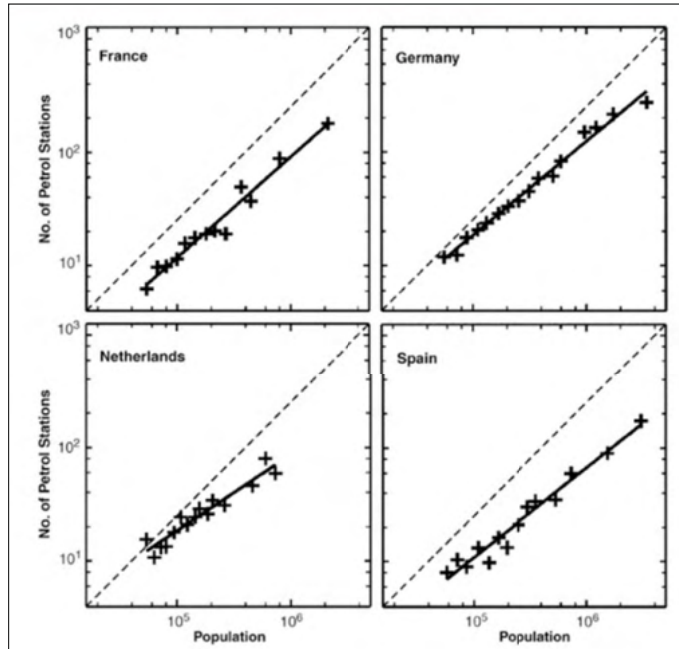 10³
France
Germany
No. of Petrol Stations
10²
10¹
10³
Netherlands
Spain
No. of Petrol Stations
10²
10¹
10⁵
10⁶
10⁵
10⁶
Population
Population